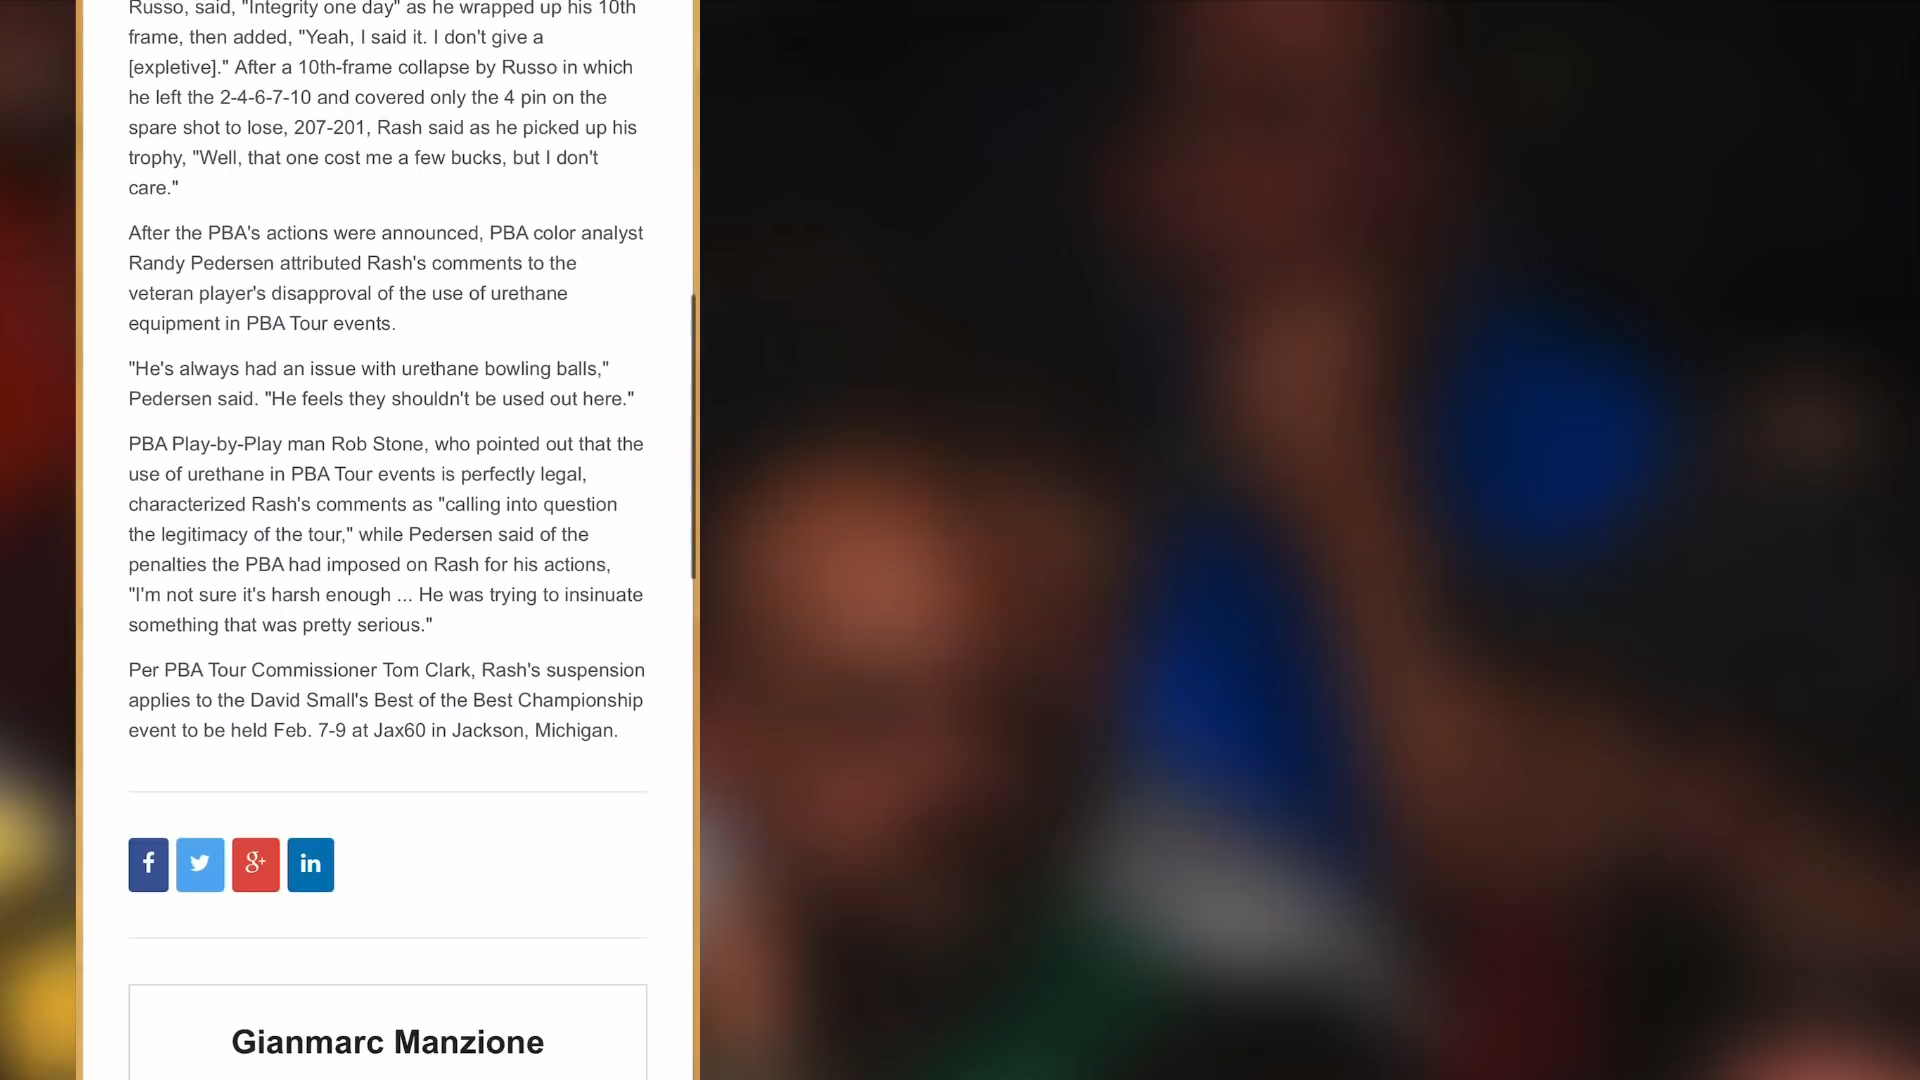 Russo, said, "Integrity one day" as he wrapped up his 10th
frame, then added, "Yeah, I said it. I don't give a
[expletive]." After a 10th-frame collapse by Russo in which
he left the 2-4-6-7-10 and covered only the 4 pin on the
spare shot to lose, 207-201, Rash said as he picked up his
trophy, "Well, that one cost me a few bucks, but I don't
care."
After the PBA's actions were announced, PBA color analyst
Randy Pedersen attributed Rash's comments to the
veteran player's disapproval of the use of urethane
equipment in PBA Tour events.
"He's always had an issue with urethane bowling balls,"
Pedersen said. "He feels they shouldn't be used out here."
PBA Play-by-Play man Rob Stone, who pointed out that the
use of urethane in PBA Tour events is perfectly legal,
characterized Rash's comments as "calling into question
the legitimacy of the tour," while Pedersen said of the
penalties the PBA had imposed on Rash for his actions,
"I'm not sure it's harsh enough ... He was trying to insinuate
something that was pretty serious."
Per PBA Tour Commissioner Tom Clark, Rash's suspension
applies to the David Small's Best of the Best Championship
event to be held Feb. 7-9 at Jax60 in Jackson, Michigan.
f g+ in
Gianmarc Manzione